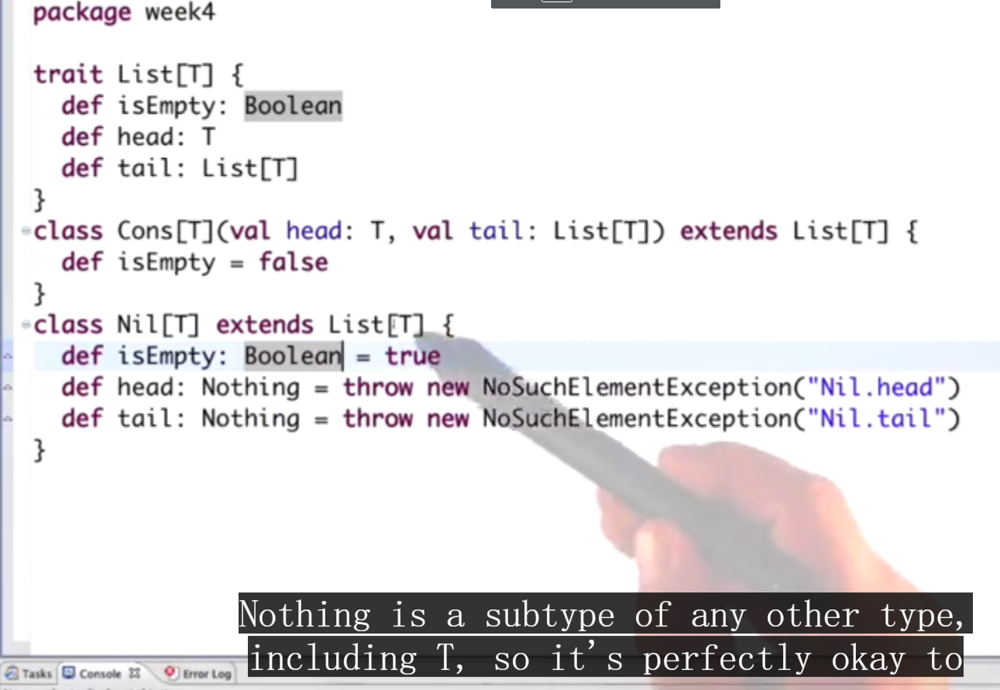 package week4
trait List[T] {
  def isEmpty: Boolean
  def head: T
  def tail: List[T]
}
class Cons[T](val head: T, val tail: List[T]) extends List[T] {
  def isEmpty = false
}
class Nil[T] extends List[T] {
  def isEmpty: Boolean = true
  def head: Nothing = throw new NoSuchElementException("Nil.head")
  def tail: Nothing = throw new NoSuchElementException("Nil.tail")
}
Nothing is a subtype of any other type,
including T, so it's perfectly okay to
Tasks Console Error Log